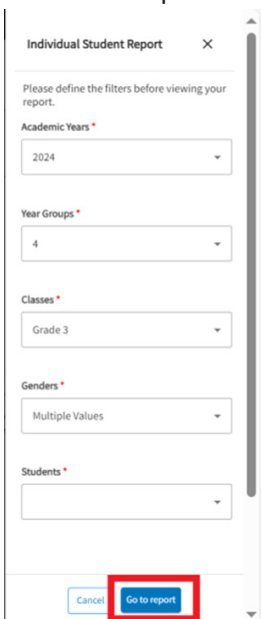 Individual Student Report
Please define the filters before viewing your
report.
Academic Years *
2024
Year Groups *
4
Classes *
Grade 3
Genders *
Multiple Values
Students *
Cancel Go to report